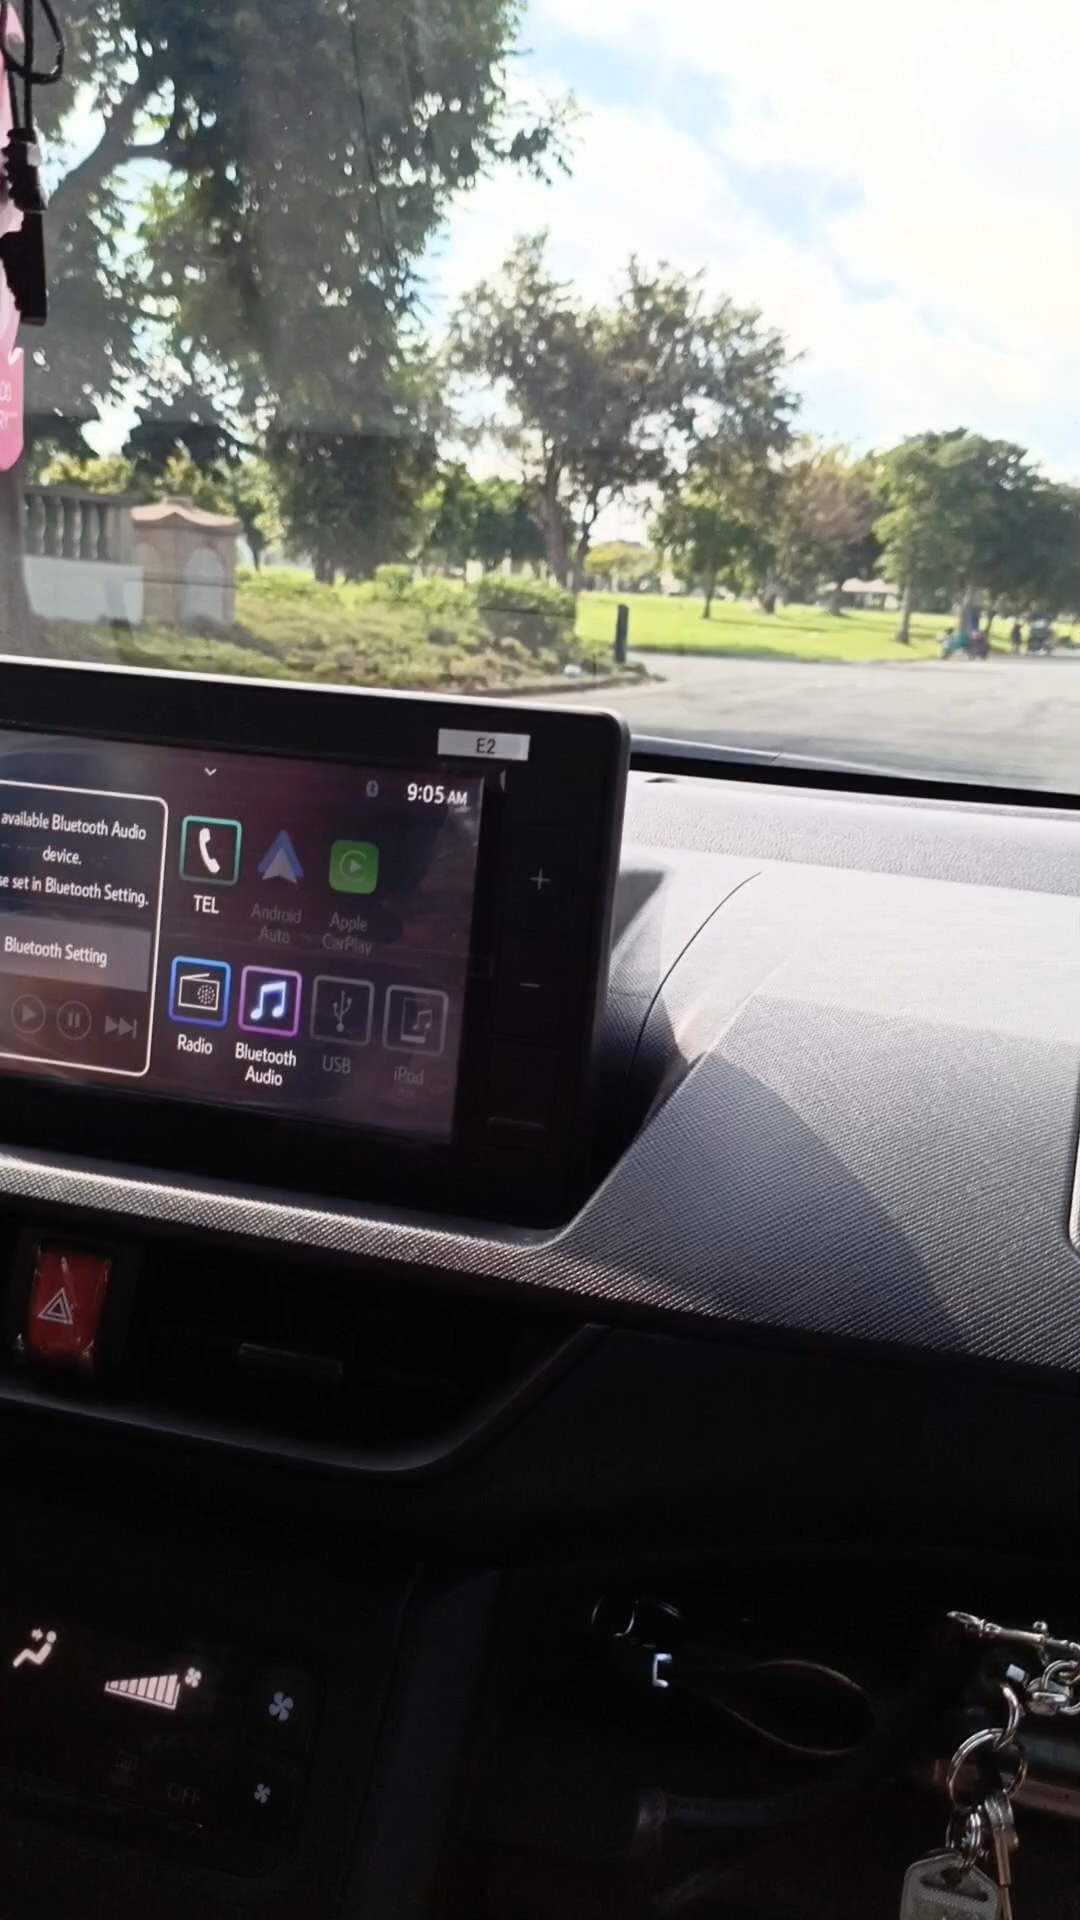 E2
9:05 AM
available Bluetooth Audio
device.
se set in Bluetooth Setting.
Bluetooth Setting
TEL
Android
Auto
Apple
CarPlay
Radio
Bluetooth
Audio
USB
iPod
OFF